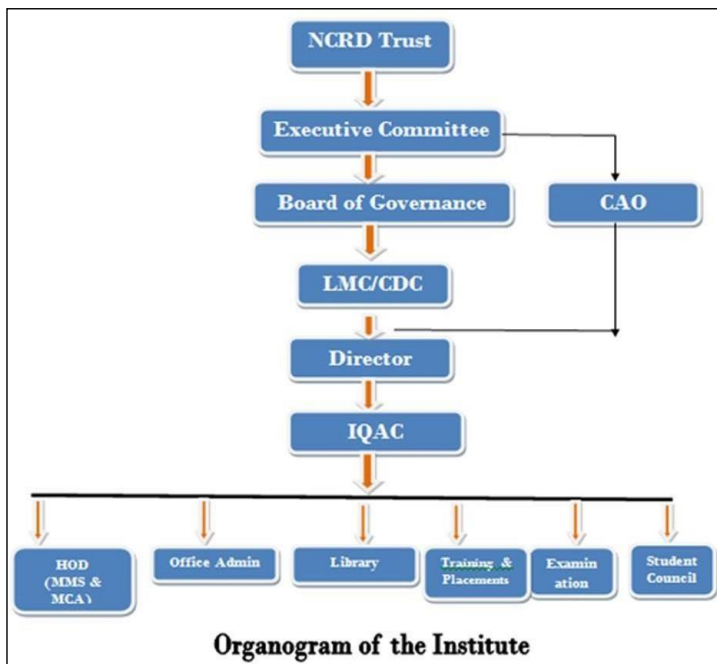 NCRD Trust
Executive Committee
Board of Governance
CAO
LMC/CDC
Director
IQAC
HOD
(MMS &
MCA)
Office Admin
Library
Training &
Placements
Examin
ation
Student
Council
Organogram of the Institute